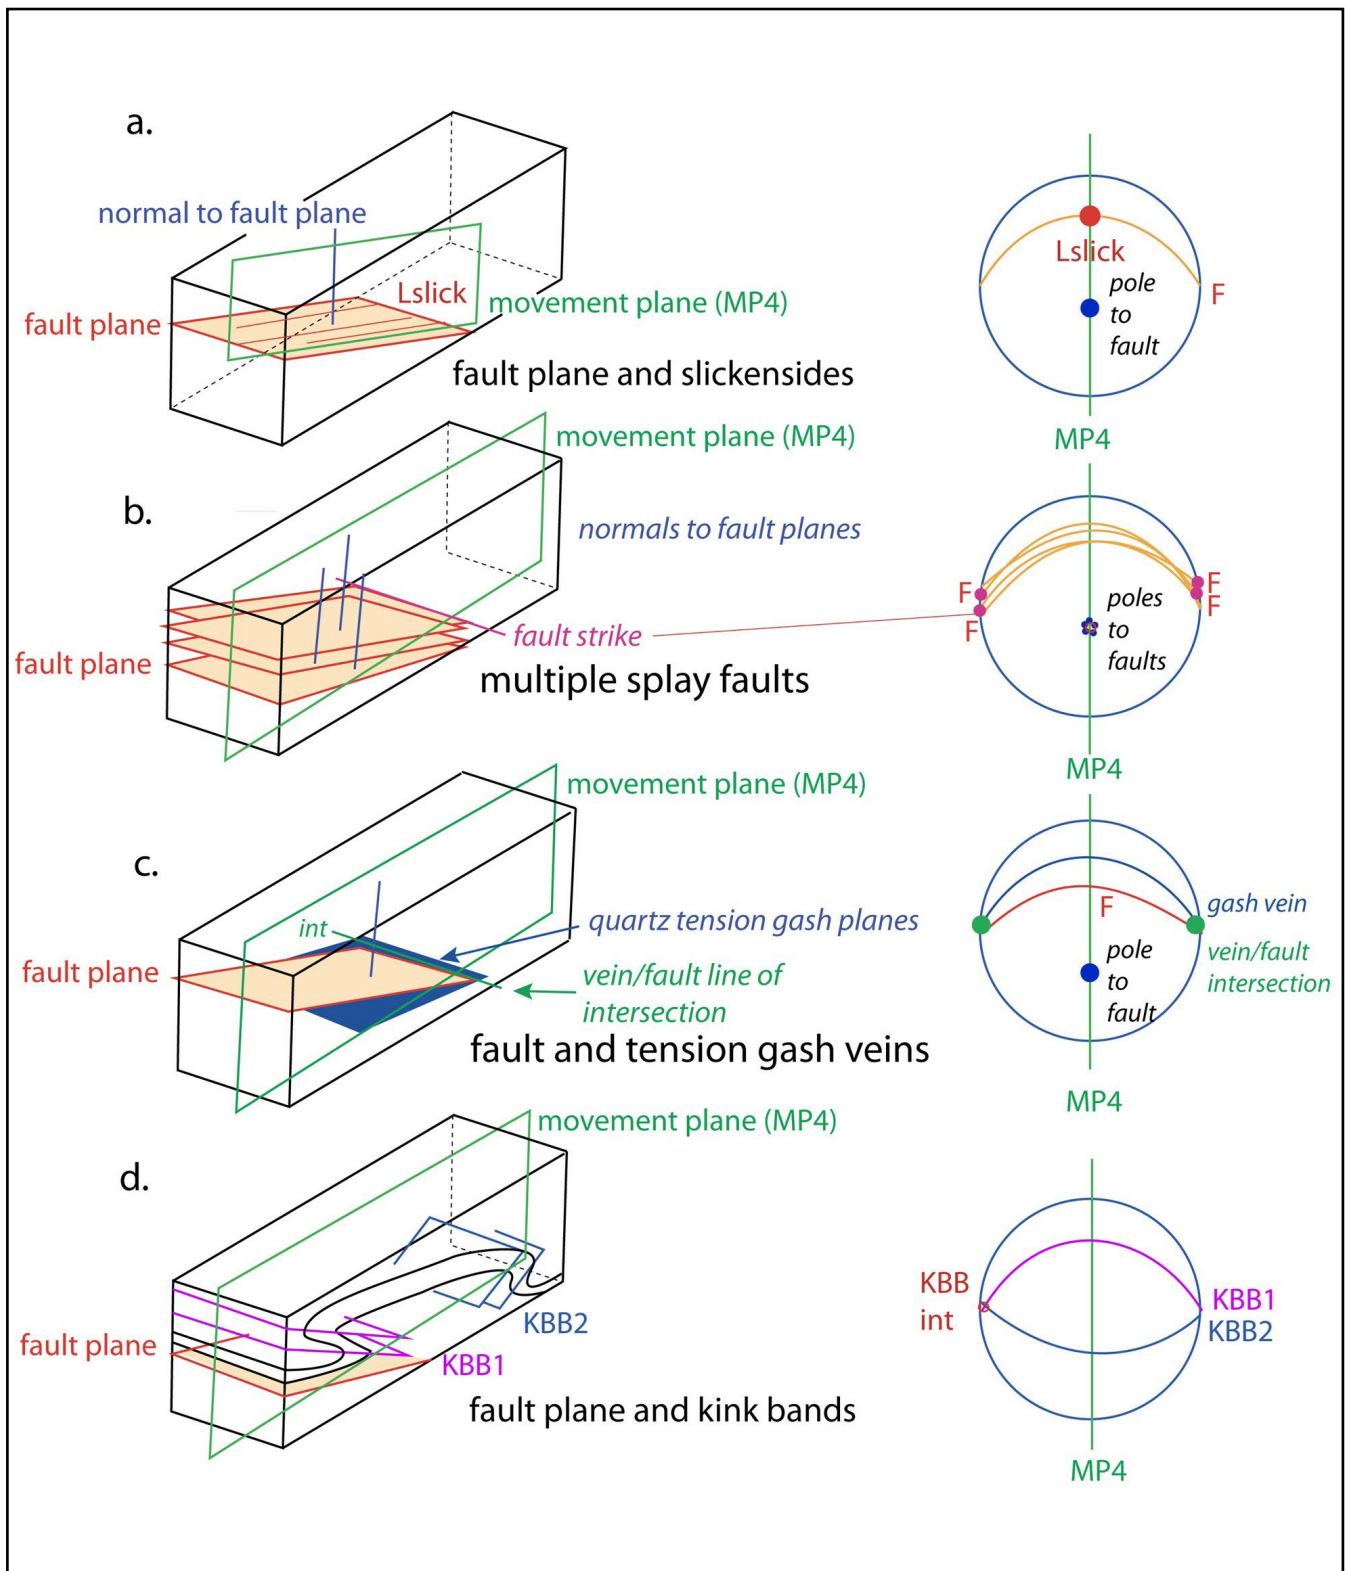 a.
normal to fault plane
Lslick
fault plane
movement plane (MP4)
fault plane and slickensides
Lslick
pole
to
fault
F
MP4
b.
movement plane (MP4)
normals to fault planes
fault strike
fault plane
multiple splay faults
F
F
F
F
poles
to
faults
MP4
c.
movement plane (MP4)
int
quartz tension gash planes
fault plane
vein/fault line of
intersection
fault and tension gash veins
F
gash vein
vein/fault
intersection
pole
to
fault
MP4
d.
movement plane (MP4)
KBB2
fault plane
KBB1
fault plane and kink bands
KBB
int
KBB1
KBB2
MP4